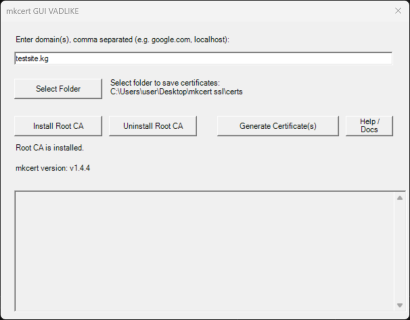 mkcert GUI VADLIKE
Enter domain(s), comma separated (e.g. google.com, localhost):
testsite.kg
Select Folder
Select folder to save certificates:
C:\Users\user\Desktop\mkcert ssl\certs
Install Root CA
Uninstall Root CA
Generate Certificate(s)
Help /
Docs
Root CA is installed.
mkcert version: v1.4.4